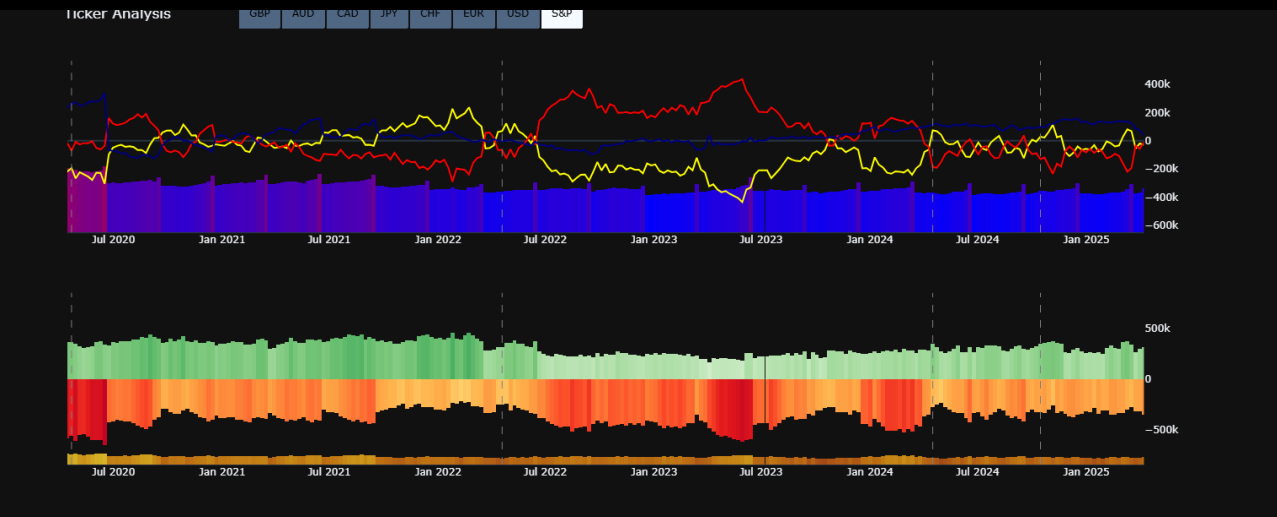 Ticker Analysis
GBP AUD CAD JPY CHF EUR USD S&P
400k
200k
0
−200k
−400k
−600k
Jul 2020 Jan 2021 Jul 2021 Jan 2022 Jul 2022 Jan 2023 Jul 2023 Jan 2024 Jul 2024 Jan 2025
500k
0
−500k
Jul 2020 Jan 2021 Jul 2021 Jan 2022 Jul 2022 Jan 2023 Jul 2023 Jan 2024 Jul 2024 Jan 2025